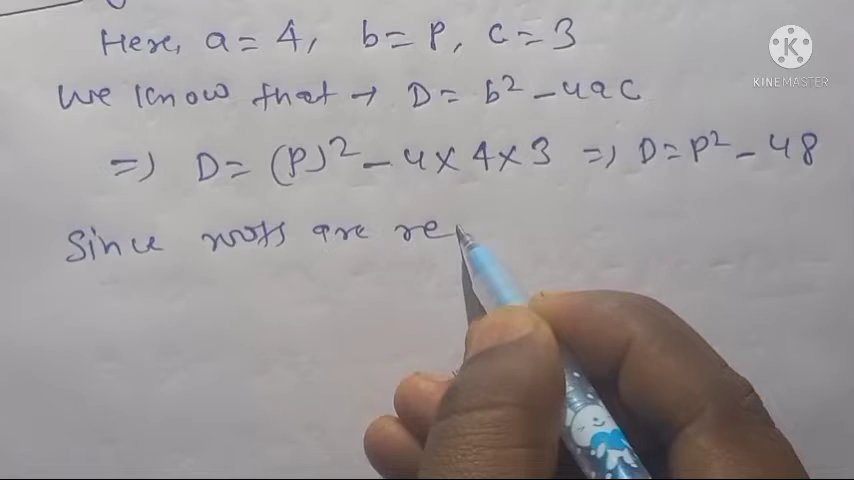 Here, a = 4, b = P, c = 3
KINEMASTER
We know that → D = b² - 4ac
⇒ D = (P)² - 4 × 4 × 3 ⇒ D = P² - 48
Since roots are re